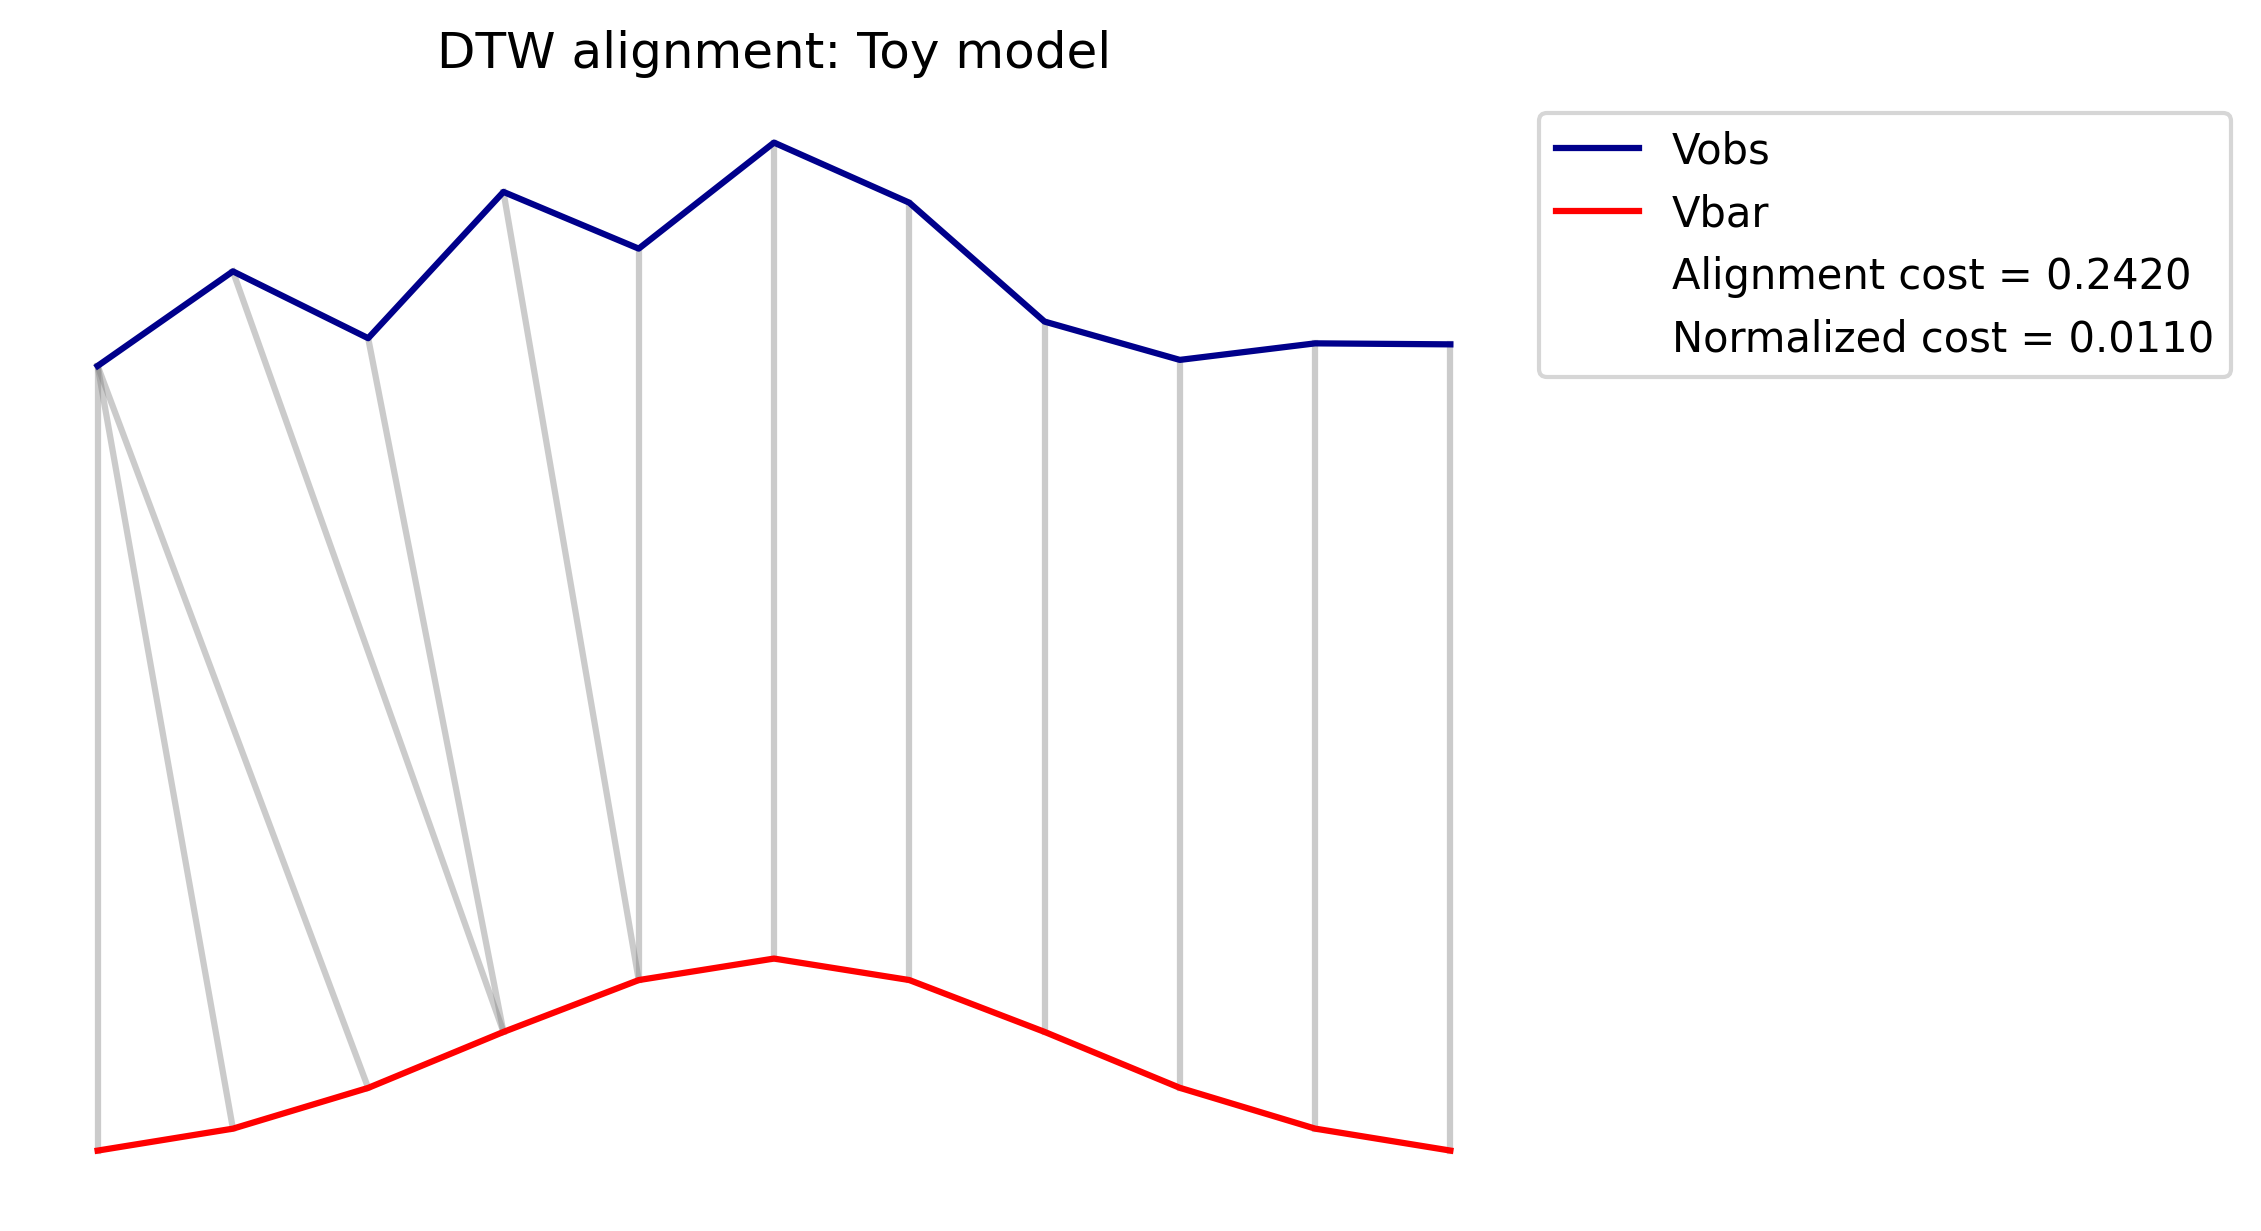 DTW alignment: Toy model
Vobs
Vbar
Alignment cost = 0.2420
Normalized cost = 0.0110